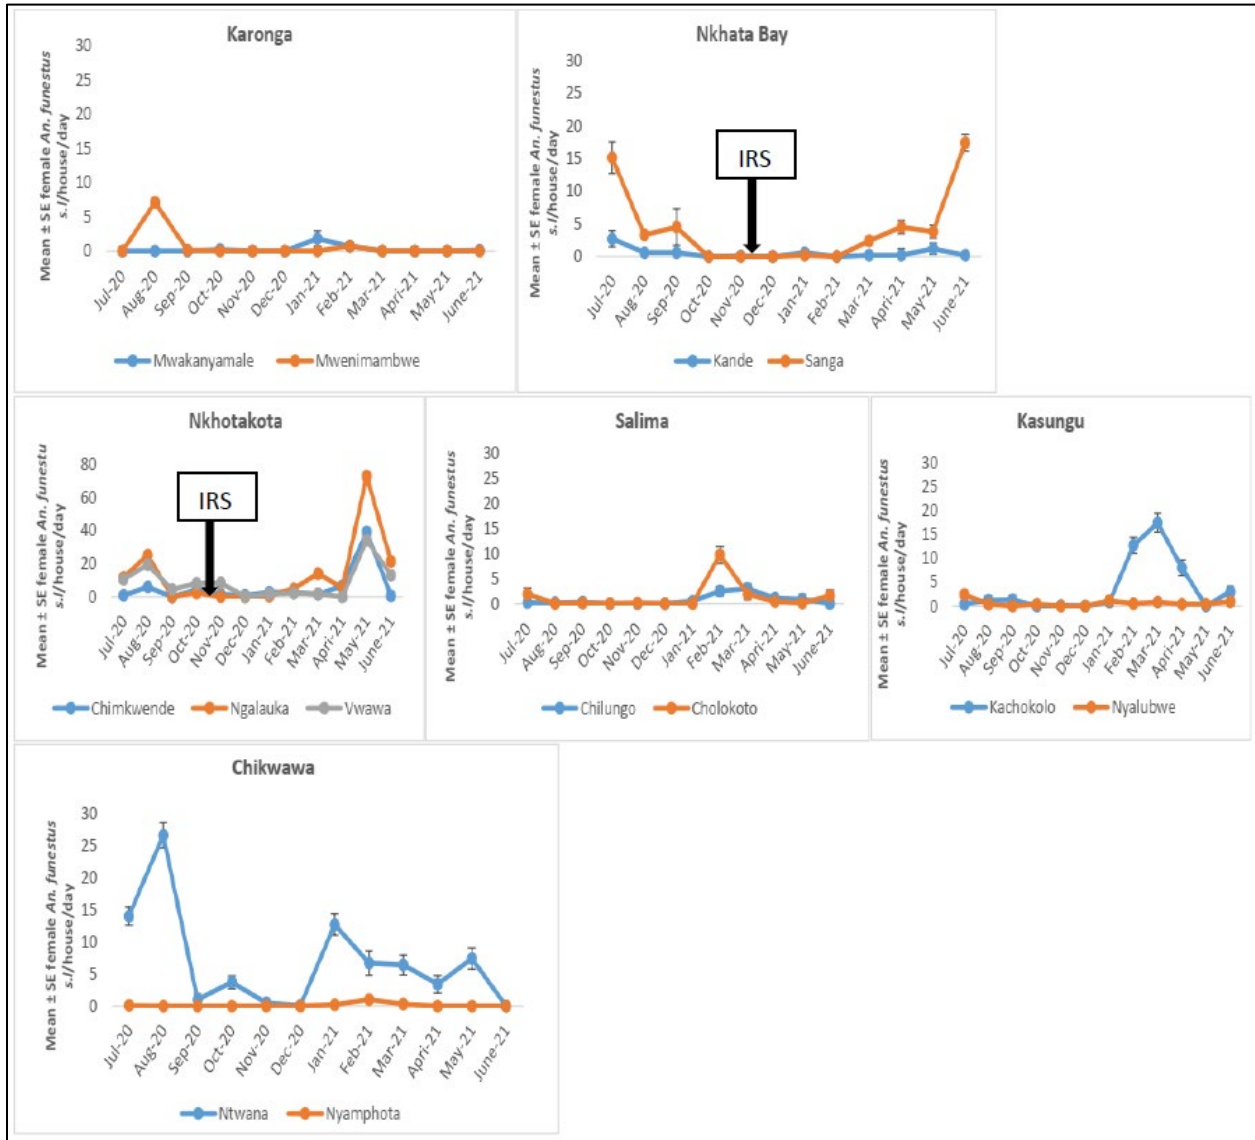 Karonga
Mean ± SE female An. funestus
s.l/house/day
30
25
20
15
10
5
0
Jul-20
Aug-20
Sep-20
Oct-20
Nov-20
Dec-20
Jan-21
Feb-21
Mar-21
Apri-21
May-21
June-21
Mwakanyamale
Mwenimambwe
Nkhata Bay
Mean ± SE female An. funestus
s.l/house/day
30
25
20
15
10
5
0
IRS
Jul-20
Aug-20
Sep-20
Oct-20
Nov-20
Dec-20
Jan-21
Feb-21
Mar-21
Apri-21
May-21
June-21
Kande
Sanga
Nkhotakota
Mean ± SE female An. funestu
s.l/house/day
80
60
40
20
0
IRS
Jul-20
Aug-20
Sep-20
Oct-20
Nov-20
Dec-20
Jan-21
Feb-21
Mar-21
Apri-21
May-21
June-21
Chimkwende
Ngalauka
Vwawa
Salima
Mean ± SE female An. funestus
s.l/house/day
30
25
20
15
10
5
0
Jul-20
Aug-20
Sep-20
Oct-20
Nov-20
Dec-20
Jan-21
Feb-21
Mar-21
Apri-21
May-21
June-21
Chilungo
Cholokoto
Kasungu
Mean ± SE female An. funestus
s.l/house/day
30
25
20
15
10
5
0
Jul-20
Aug-20
Sep-20
Oct-20
Nov-20
Dec-20
Jan-21
Feb-21
Mar-21
Apri-21
May-21
June-21
Kachokolo
Nyalubwe
Chikwawa
Mean ± SE female An. funestus
s.l/house/day
30
25
20
15
10
5
0
Jul-20
Aug-20
Sep-20
Oct-20
Nov-20
Dec-20
Jan-21
Feb-21
Mar-21
Apri-21
May-21
June-21
Ntwana
Nyamphota